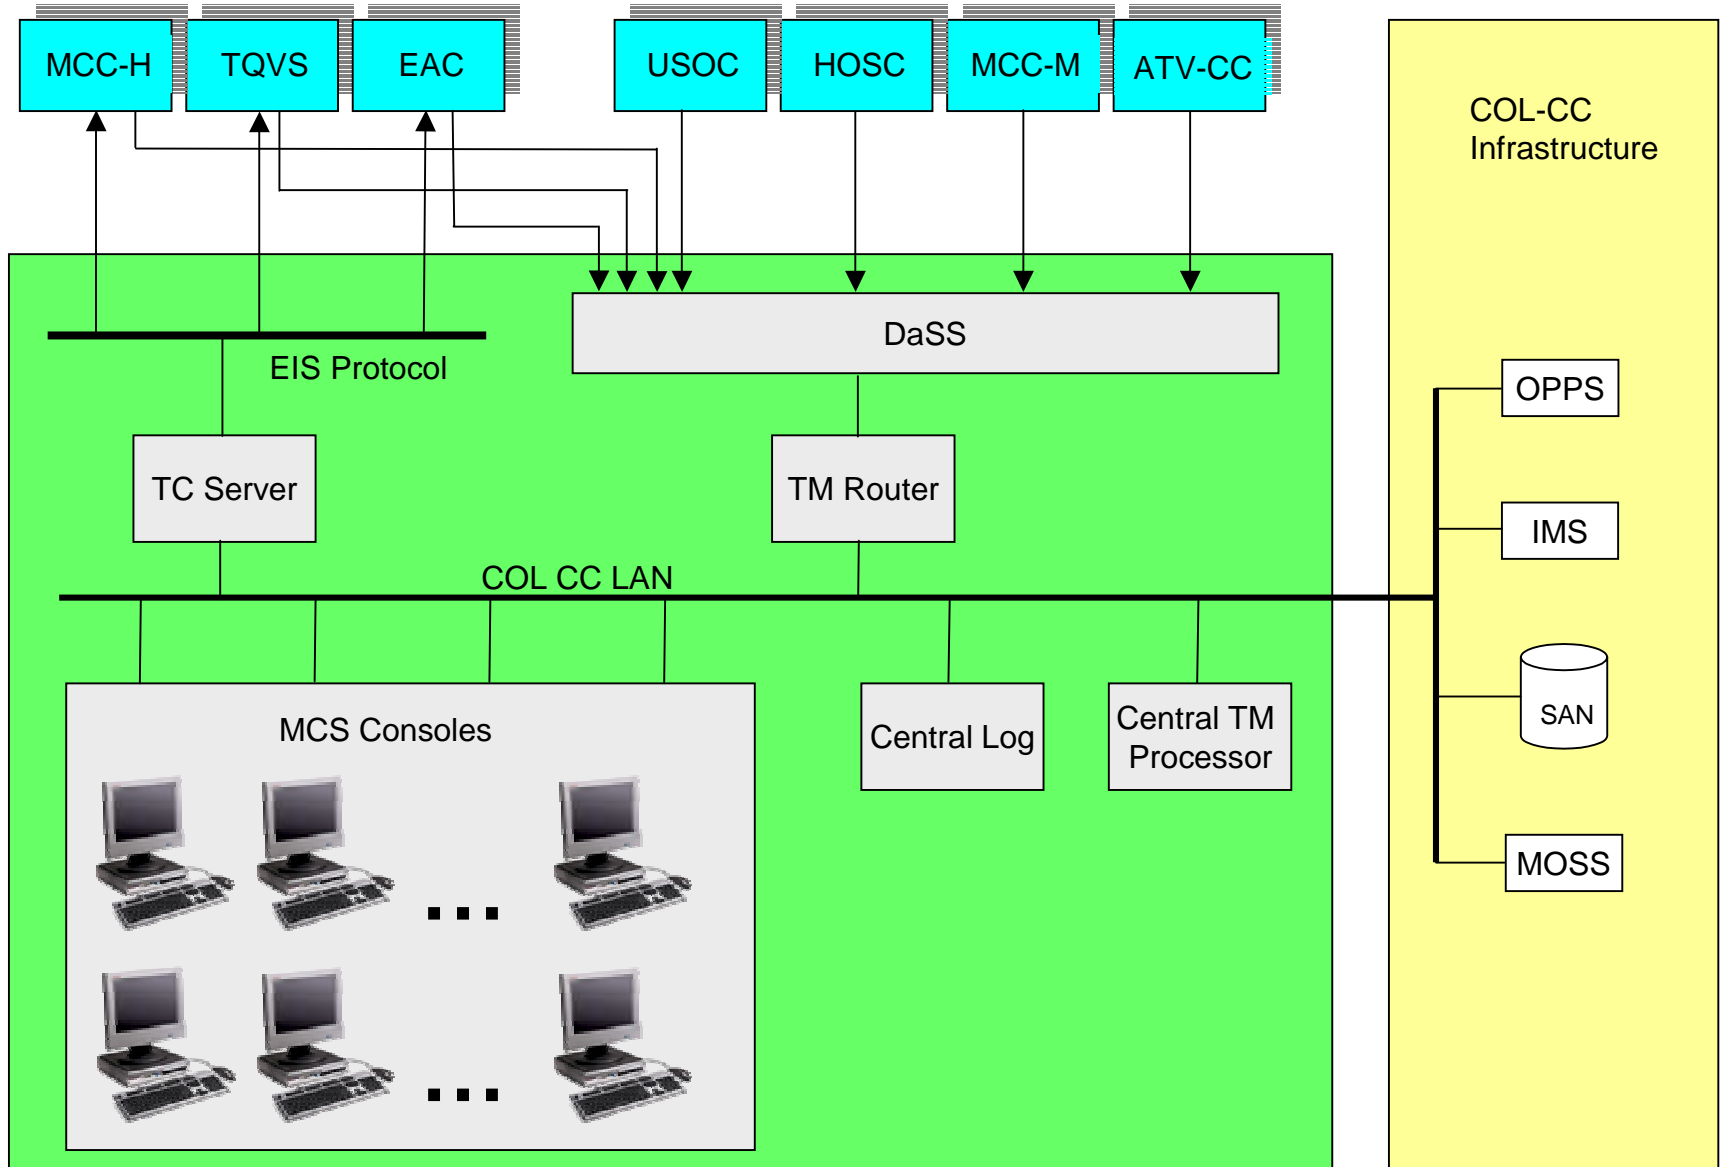 MCC-H
TQVS
EAC
USOC
HOSC
MCC-M
ATV-CC
COL-CC
Infrastructure
DaSS
EIS Protocol
OPPS
TC Server
TM Router
IMS
COL CC LAN
SAN
MCS Consoles
Central Log
Central TM
Processor
MOSS